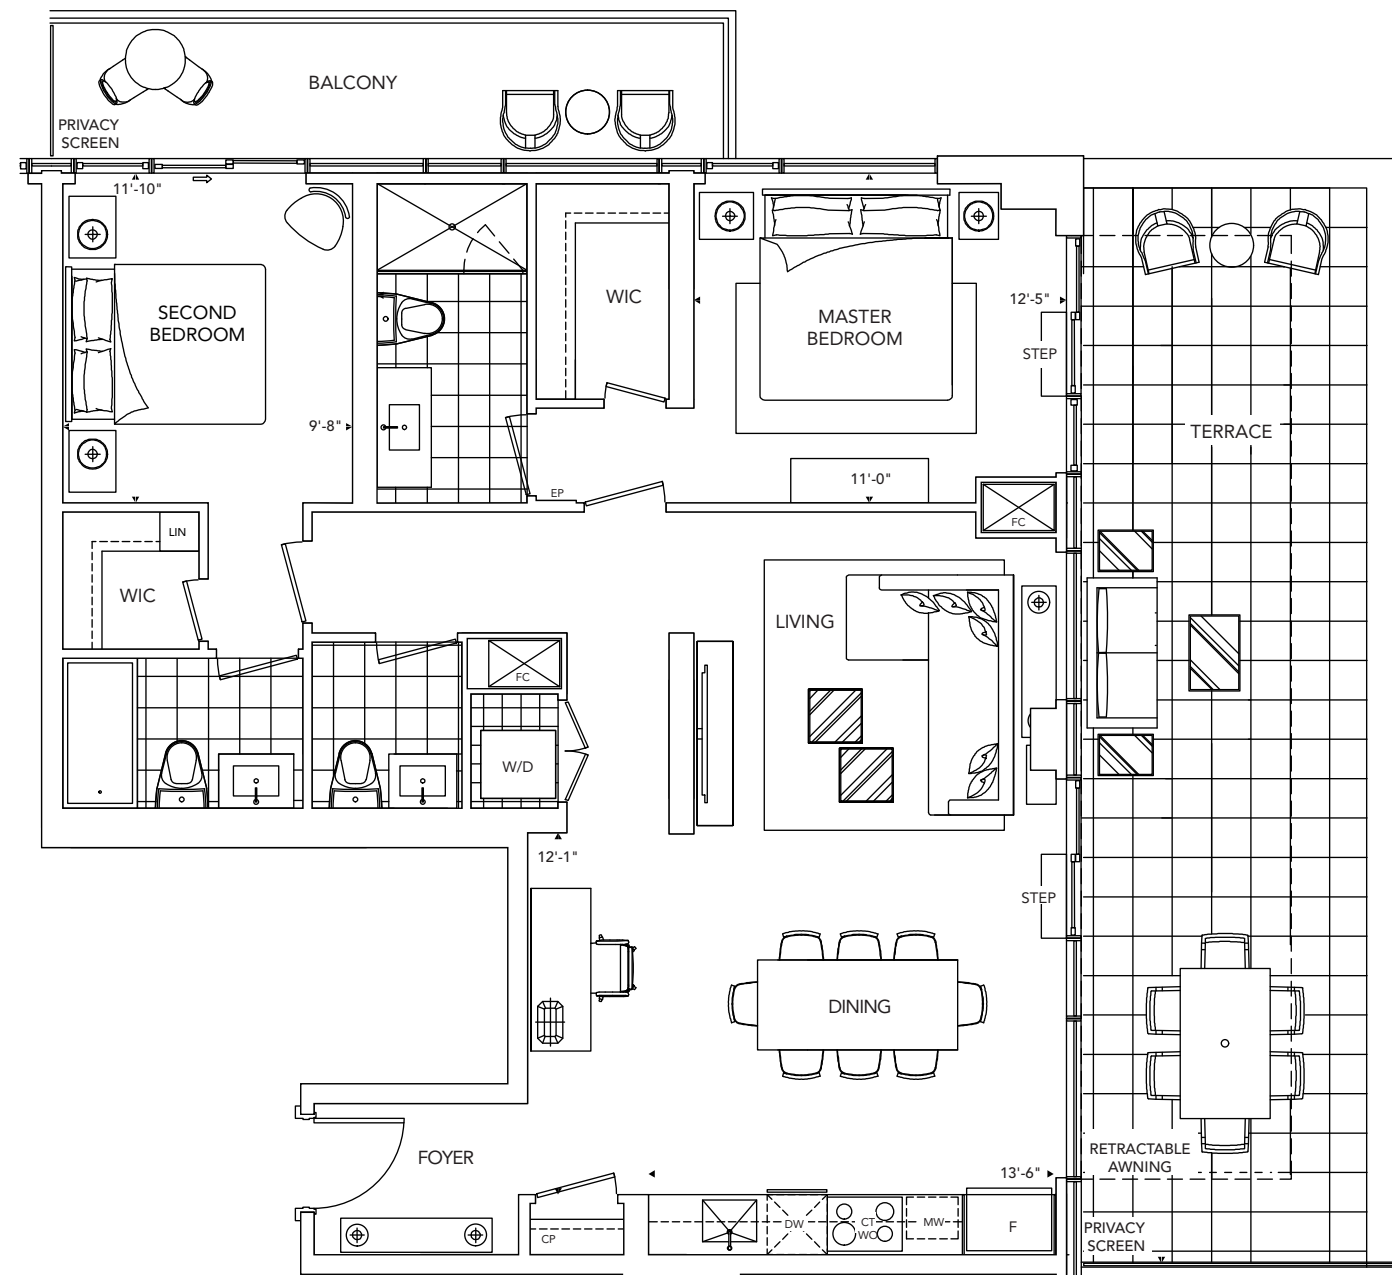 BALCONY
PRIVACY
SCREEN
11'-10"
SECOND
BEDROOM
WIC
MASTER
BEDROOM
12'-5"
STEP
9'-8"
TERRACE
11'-0"
EP
FC
LIN
WIC
LIVING
FC
W/D
12'-1"
STEP
DINING
FOYER
13'-6"
RETRACTABLE
AWNING
CP
DW
CT
WO
MW
F
PRIVACY
SCREEN